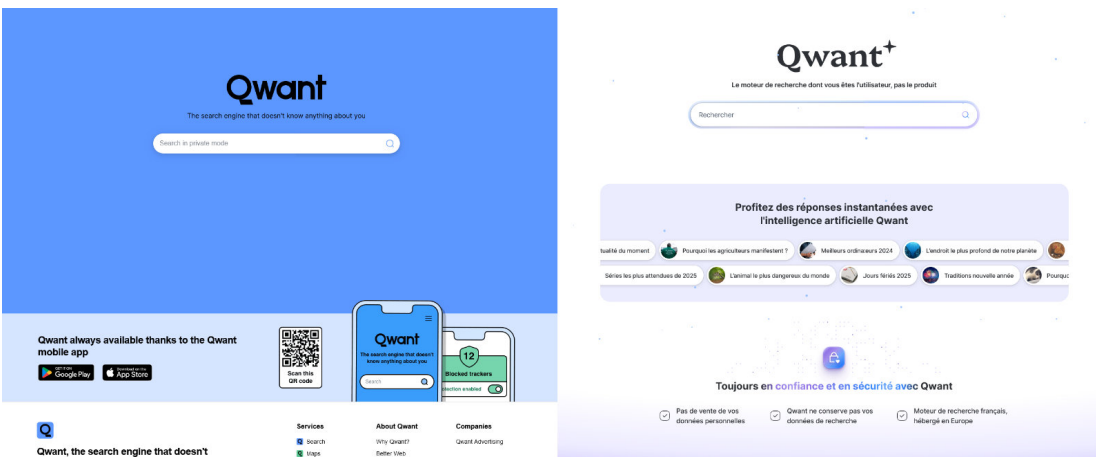 Qwant
The search engine that doesn't know anything about you
Search in private mode
Qwant always available thanks to the Qwant
mobile app
GET IT ON
Google Play
Download on the
App Store
Scan this
QR code
Qwant
The search engine that doesn't
know anything about you
Search
12
Blocked trackers
enabled
Qwant, the search engine that doesn't
Services
Search
Maps
About Qwant
Why Qwant?
Better Web
Companies
Qwant Advertising
Qwant+
Le moteur de recherche dont vous êtes l'utilisateur, pas le produit
Rechercher
Profitez des réponses instantanées avec
l'intelligence artificielle Qwant
du moment
Pourquoi les agriculteurs manifestent ?
Meilleurs ordinateurs 2024
L'endroit le plus profond de notre planète
Séries les plus attendues de 2025
L'animal le plus dangereux du monde
Jours fériés 2025
Traditions nouvelle année
Toujours en confiance et en sécurité avec Qwant
Pas de vente de vos
données personnelles
Qwant ne conserve pas vos
données de recherche
Moteur de recherche français,
hébergé en Europe